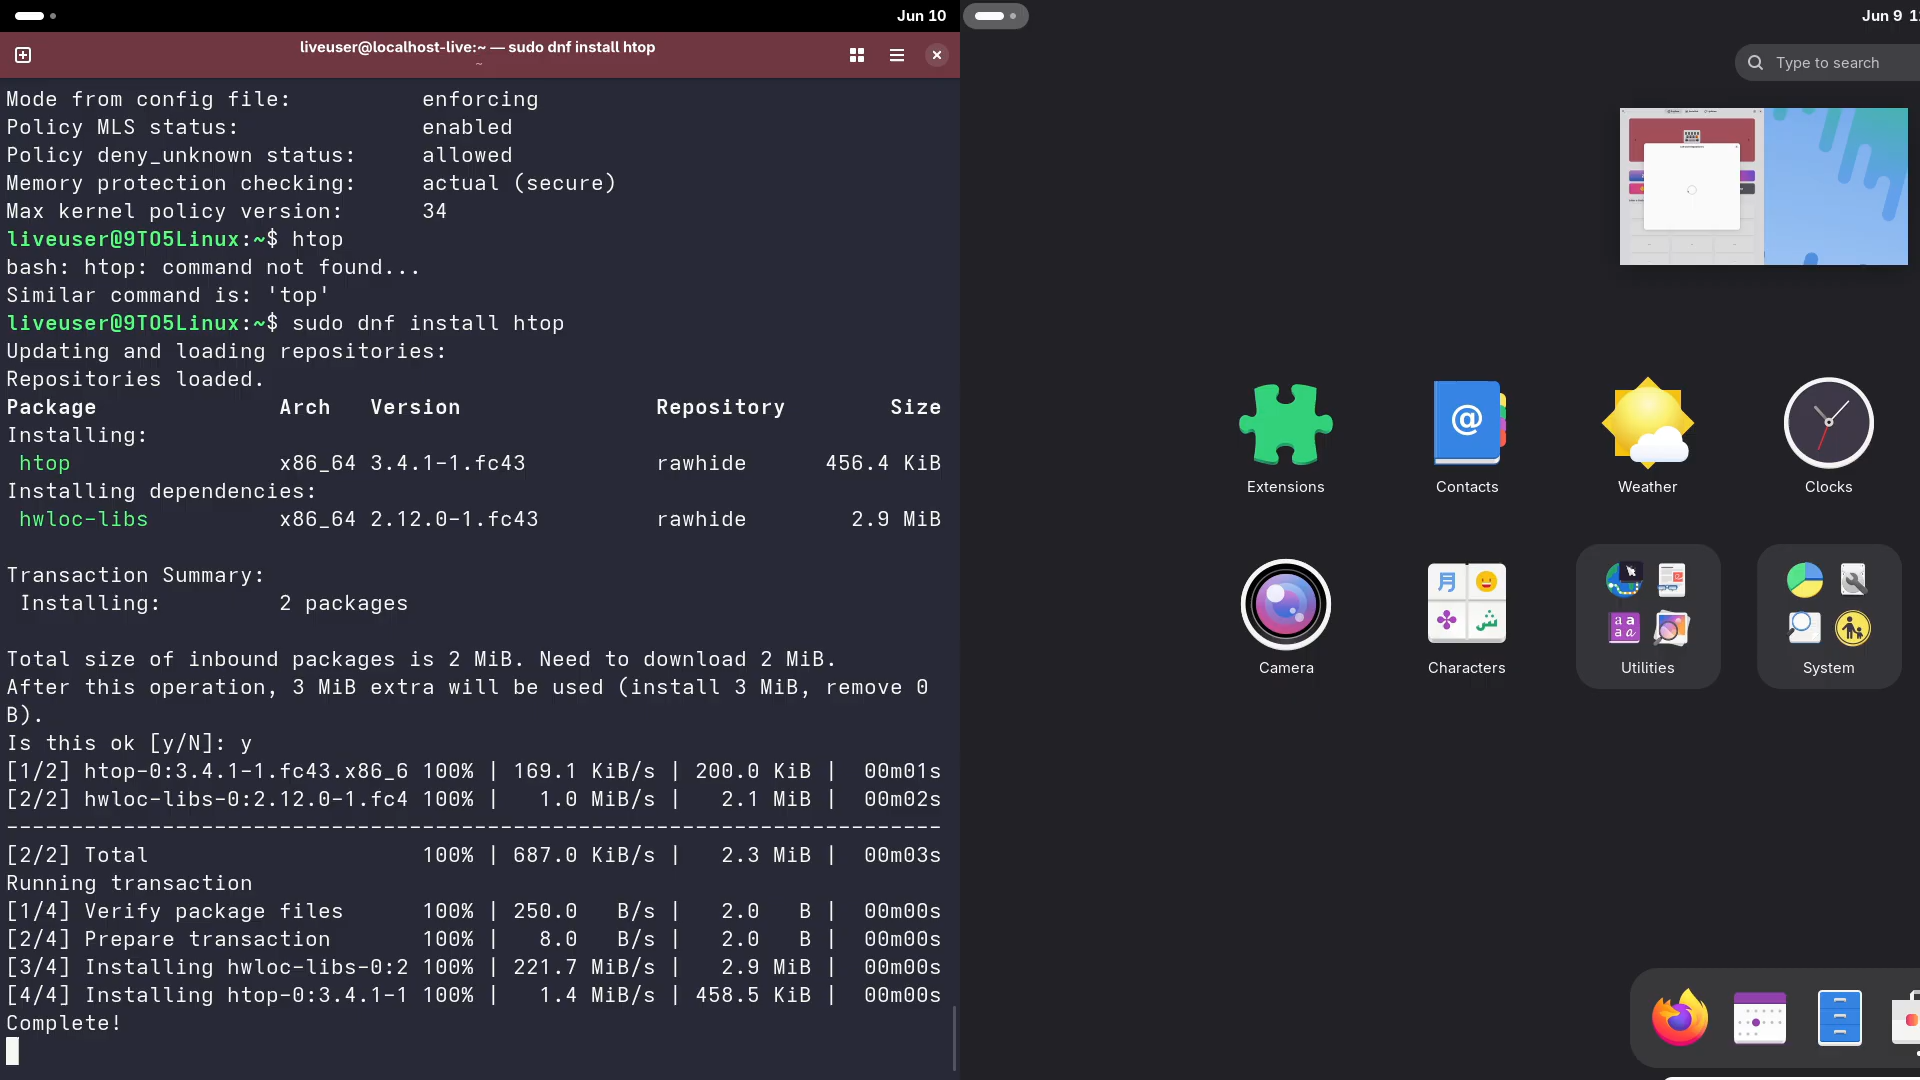 Jun 10
liveuser@localhost-live:~ — sudo dnf install htop
~
Mode from config file: enforcing
Policy MLS status: enabled
Policy deny_unknown status: allowed
Memory protection checking: actual (secure)
Max kernel policy version: 34
liveuser@9TO5Linux:~$ htop
bash: htop: command not found...
Similar command is: 'top'
liveuser@9TO5Linux:~$ sudo dnf install htop
Updating and loading repositories:
Repositories loaded.
Package Arch Version Repository Size
Installing:
htop x86_64 3.4.1-1.fc43 rawhide 456.4 KiB
Installing dependencies:
hwloc-libs x86_64 2.12.0-1.fc43 rawhide 2.9 MiB
Transaction Summary:
Installing: 2 packages
Total size of inbound packages is 2 MiB. Need to download 2 MiB.
After this operation, 3 MiB extra will be used (install 3 MiB, remove 0
B).
Is this ok [y/N]: y
[1/2] htop-0:3.4.1-1.fc43.x86_6 100% | 169.1 KiB/s | 200.0 KiB | 00m01s
[2/2] hwloc-libs-0:2.12.0-1.fc4 100% | 1.0 MiB/s | 2.1 MiB | 00m02s
------------------------------------------------------------------------
[2/2] Total 100% | 687.0 KiB/s | 2.3 MiB | 00m03s
Running transaction
[1/4] Verify package files 100% | 250.0 B/s | 2.0 B | 00m00s
[2/4] Prepare transaction 100% | 8.0 B/s | 2.0 B | 00m00s
[3/4] Installing hwloc-libs-0:2 100% | 221.7 MiB/s | 2.9 MiB | 00m00s
[4/4] Installing htop-0:3.4.1-1 100% | 1.4 MiB/s | 458.5 KiB | 00m00s
Complete!
Jun 9
Type to search
Extensions
Contacts
Weather
Clocks
Camera
Characters
Utilities
System